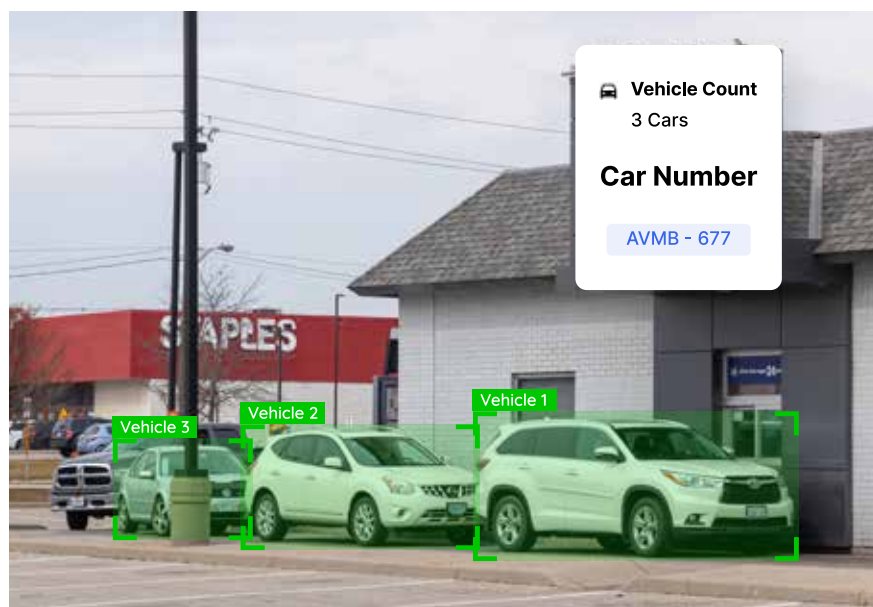 Vehicle Count
3 Cars
Car Number
AVMB - 677
STAPLES
Vehicle 1
Vehicle 2
Vehicle 3